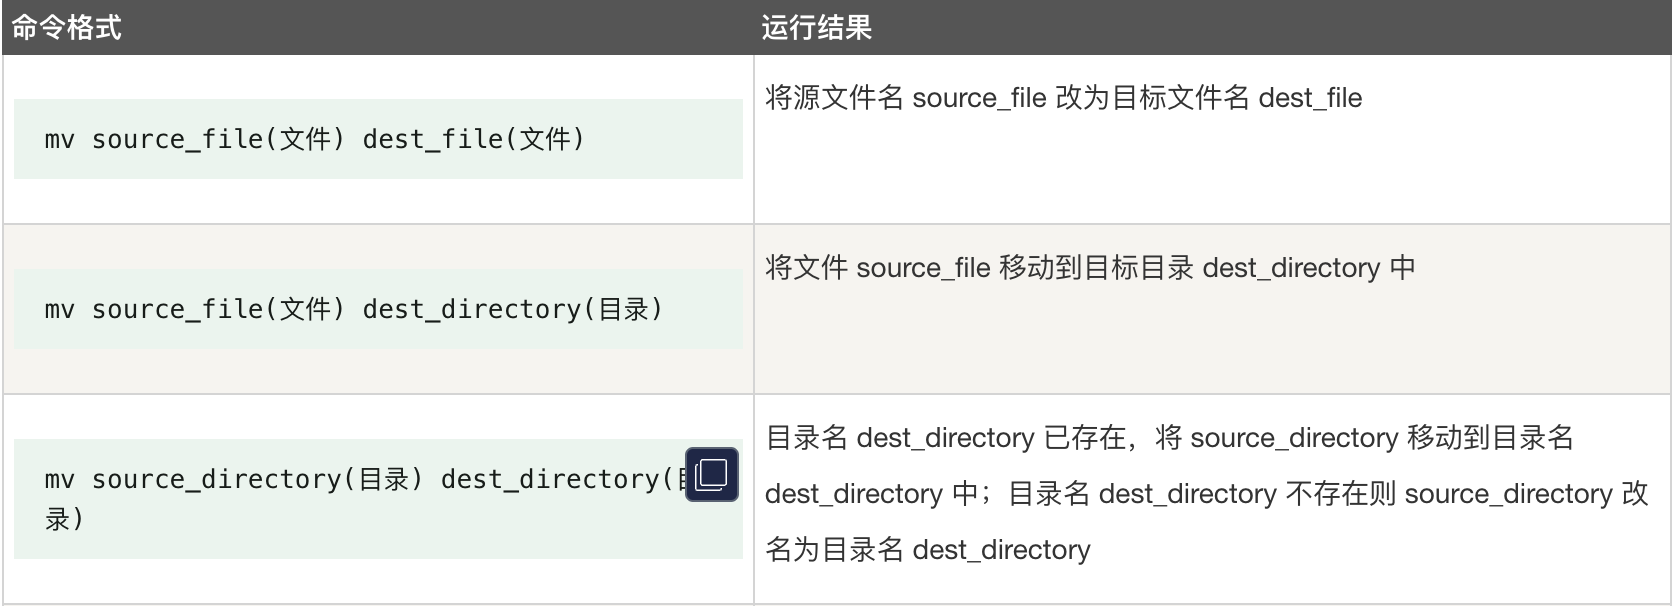 命令格式
运行结果
mv source_file(文件) dest_file(文件)
将源文件名 source_file 改为目标文件名 dest_file
mv source_file(文件) dest_directory(目录)
将文件 source_file 移动到目标目录 dest_directory 中
mv source_directory(目录) dest_directory(目
录)
目录名 dest_directory 已存在，将 source_directory 移动到目录名
dest_directory 中；目录名 dest_directory 不存在则 source_directory 改
名为目录名 dest_directory